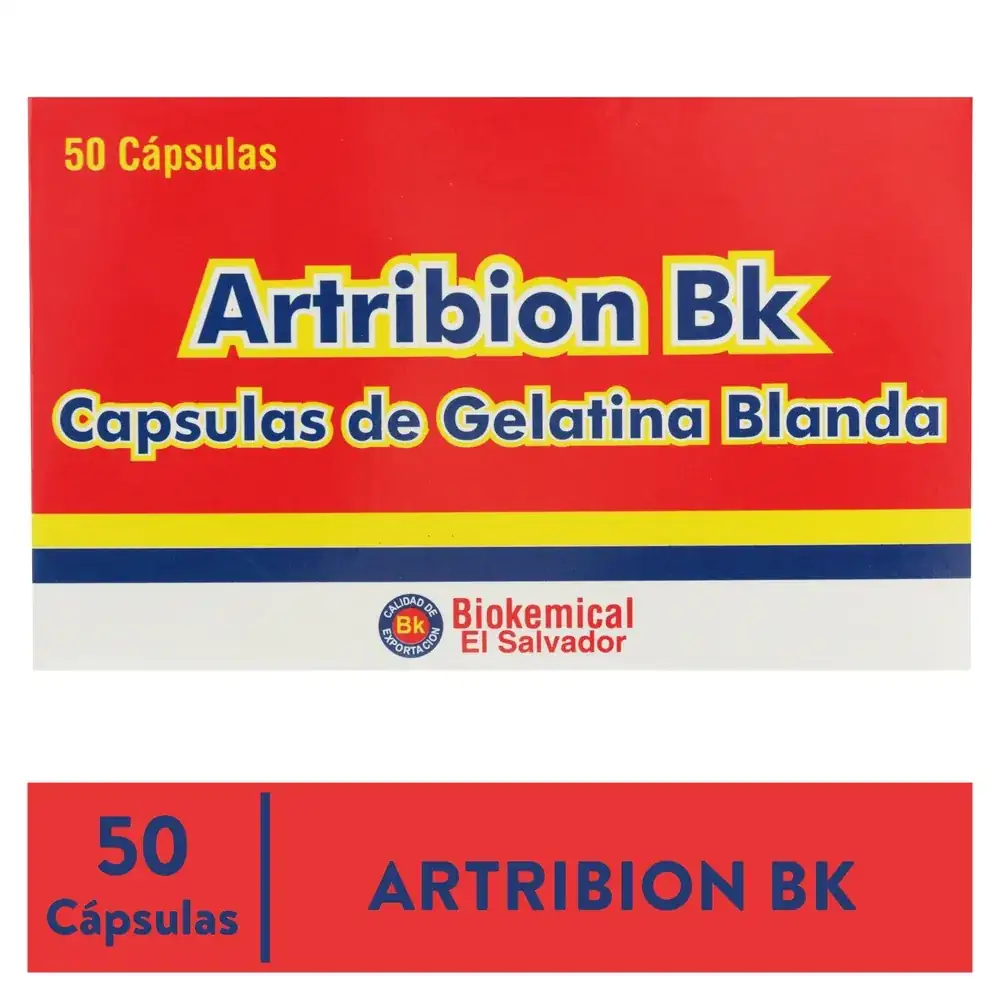 50 Cápsulas
Artribion Bk
Capsulas de Gelatina Blanda
CALIDAD DE
Bk
EXPORTACION
Biokemical
El Salvador
50
Cápsulas
ARTRIBION BK